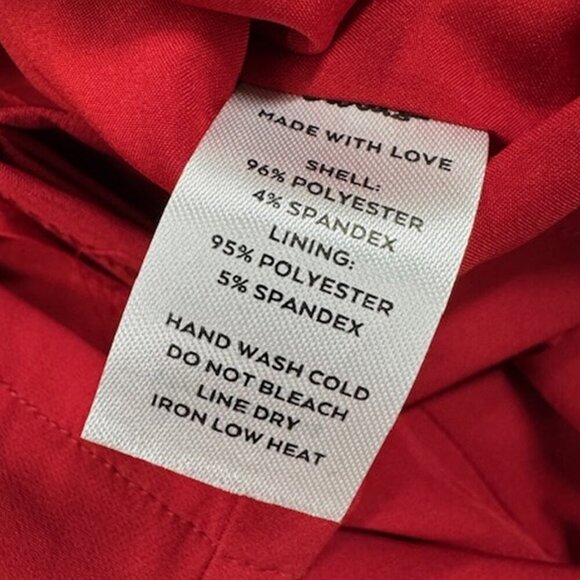 MADE WITH LOVE
SHELL:
96% POLYESTER
4% SPANDEX
LINING:
95% POLYESTER
5% SPANDEX
HAND WASH COLD
DO NOT BLEACH
LINE DRY
IRON LOW HEAT